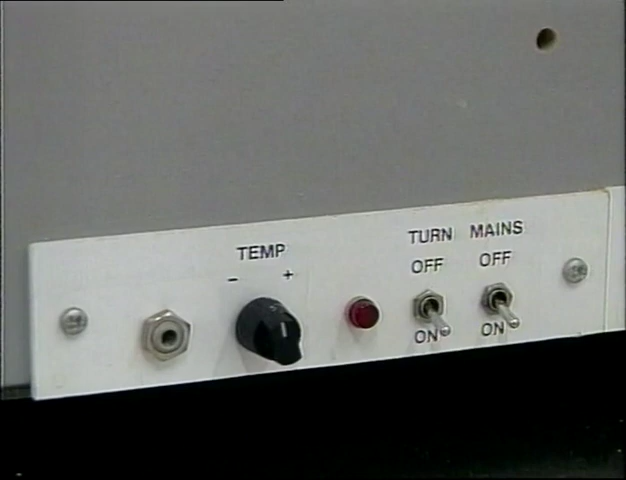 TEMP
- +
TURN MAINS
OFF OFF
ON ON